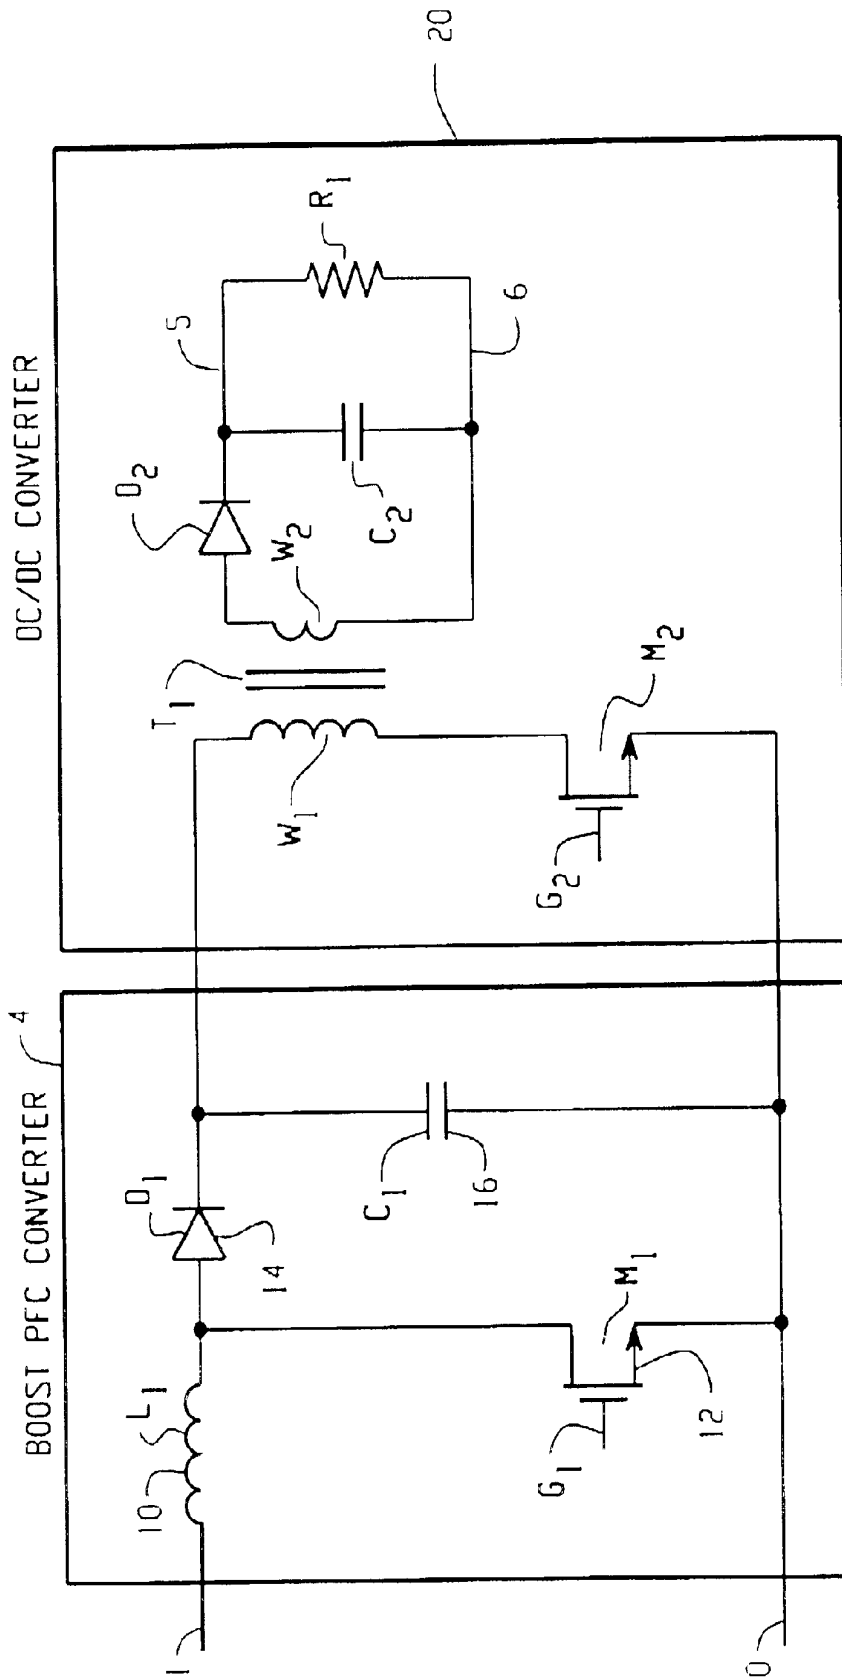 BOOST PFC CONVERTER
4
DC/DC CONVERTER
20
1
10
L1
D1
14
C1
16
G1
M1
12
0
T1
W1
W2
D2
C2
5
R1
6
G2
M2